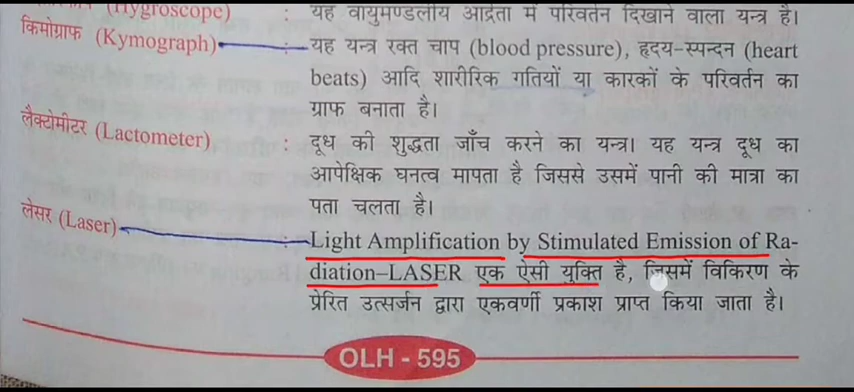 (Hygroscope) : यह वायुमण्डलीय आर्द्रता में परिवर्तन दिखाने वाला यन्त्र है।
किमोग्राफ (Kymograph) : यह यन्त्र रक्त चाप (blood pressure), हृदय-स्पन्दन (heart
beats) आदि शारीरिक गतियों या कारकों के परिवर्तन का
ग्राफ बनाता है।
लैक्टोमीटर (Lactometer) : दूध की शुद्धता जाँच करने का यन्त्र। यह यन्त्र दूध का
आपेक्षिक घनत्व मापता है जिससे उसमें पानी की मात्रा का
पता चलता है।
लेसर (Laser) : Light Amplification by Stimulated Emission of Ra-
diation–LASER एक ऐसी युक्ति है, जिसमें विकिरण के
प्रेरित उत्सर्जन द्वारा एकवर्णी प्रकाश प्राप्त किया जाता है।
OLH - 595